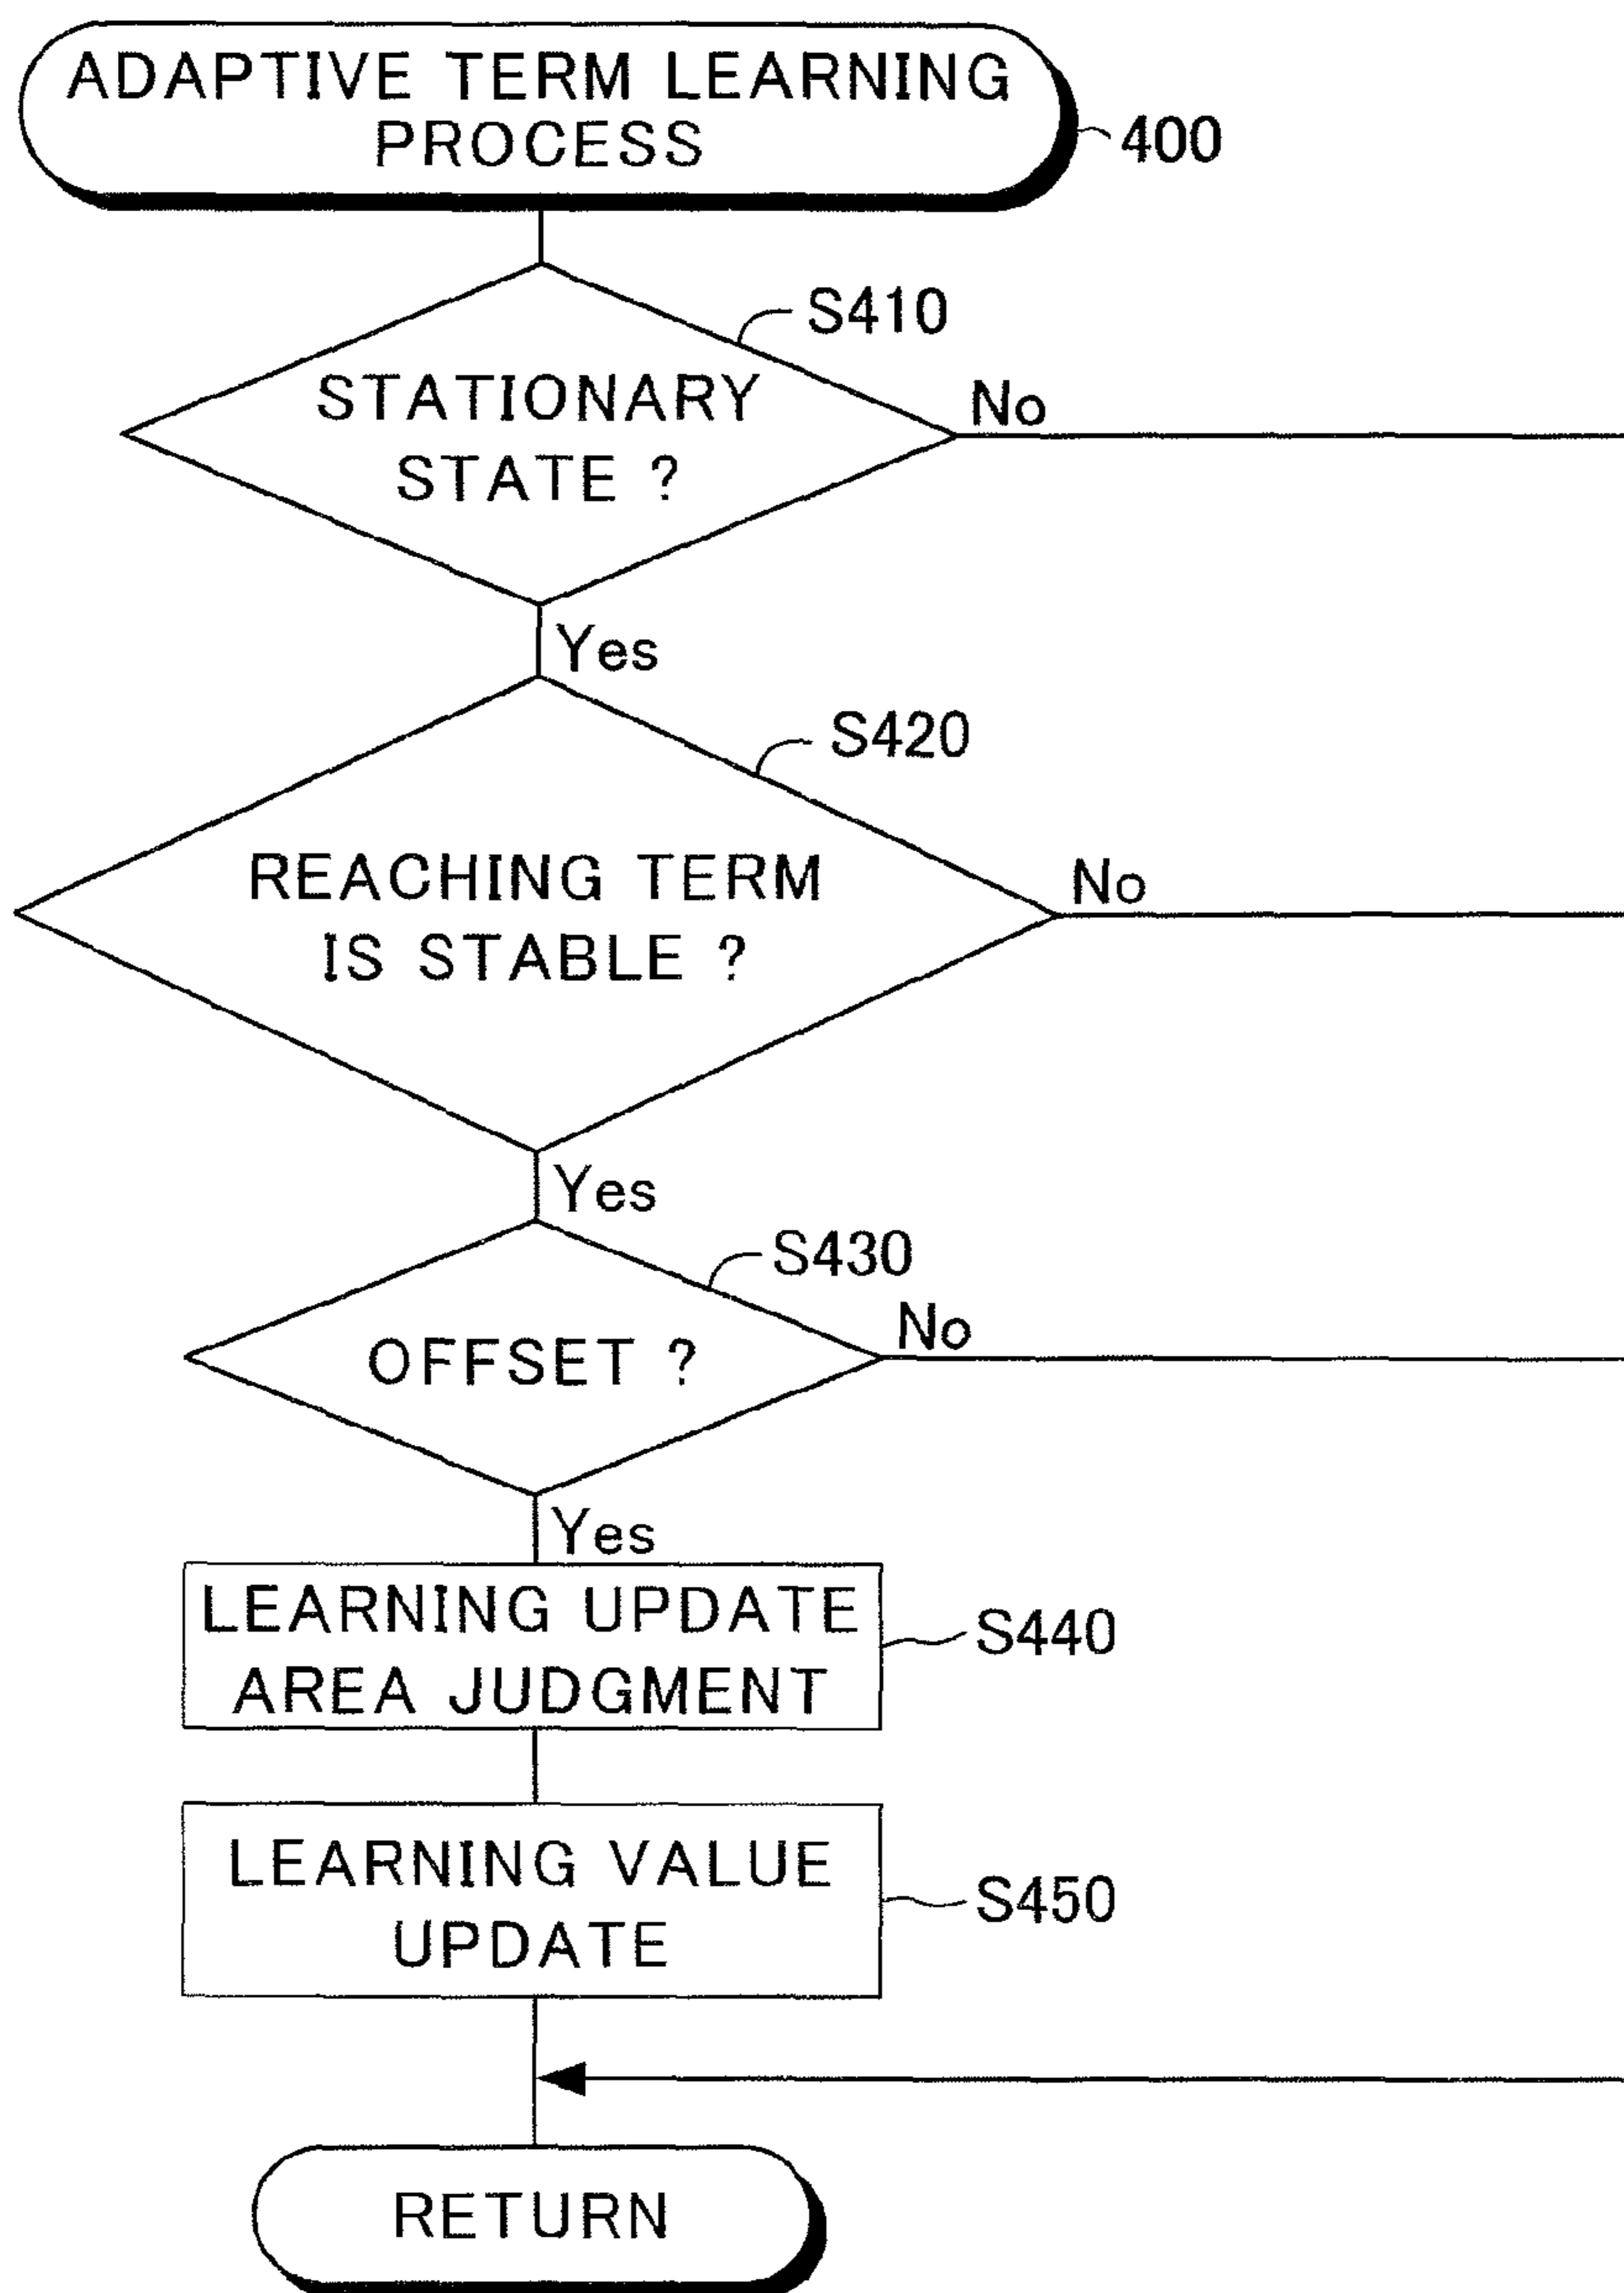 ADAPTIVE TERM LEARNING
PROCESS
400
S410
STATIONARY
STATE ?
No
Yes
S420
REACHING TERM
IS STABLE ?
No
Yes
S430
OFFSET ?
No
Yes
LEARNING UPDATE
AREA JUDGMENT
S440
LEARNING VALUE
UPDATE
S450
RETURN